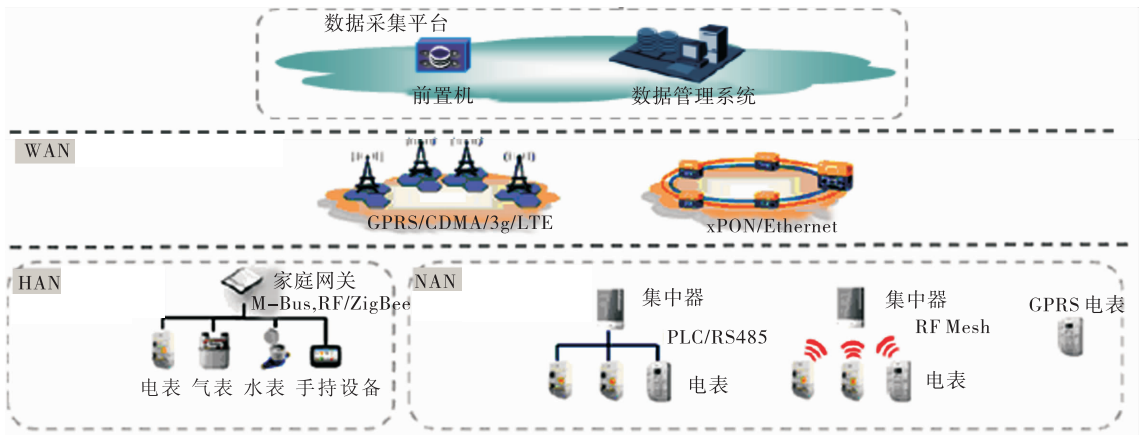 数据采集平台
前置机
数据管理系统
WAN
GPRS/CDMA/3g/LTE
xPON/Ethernet
HAN
家庭网关
M-Bus,RF/ZigBee
电表 气表 水表 手持设备
NAN
集中器
PLC/RS485
电表
集中器
RF Mesh
电表
GPRS 电表